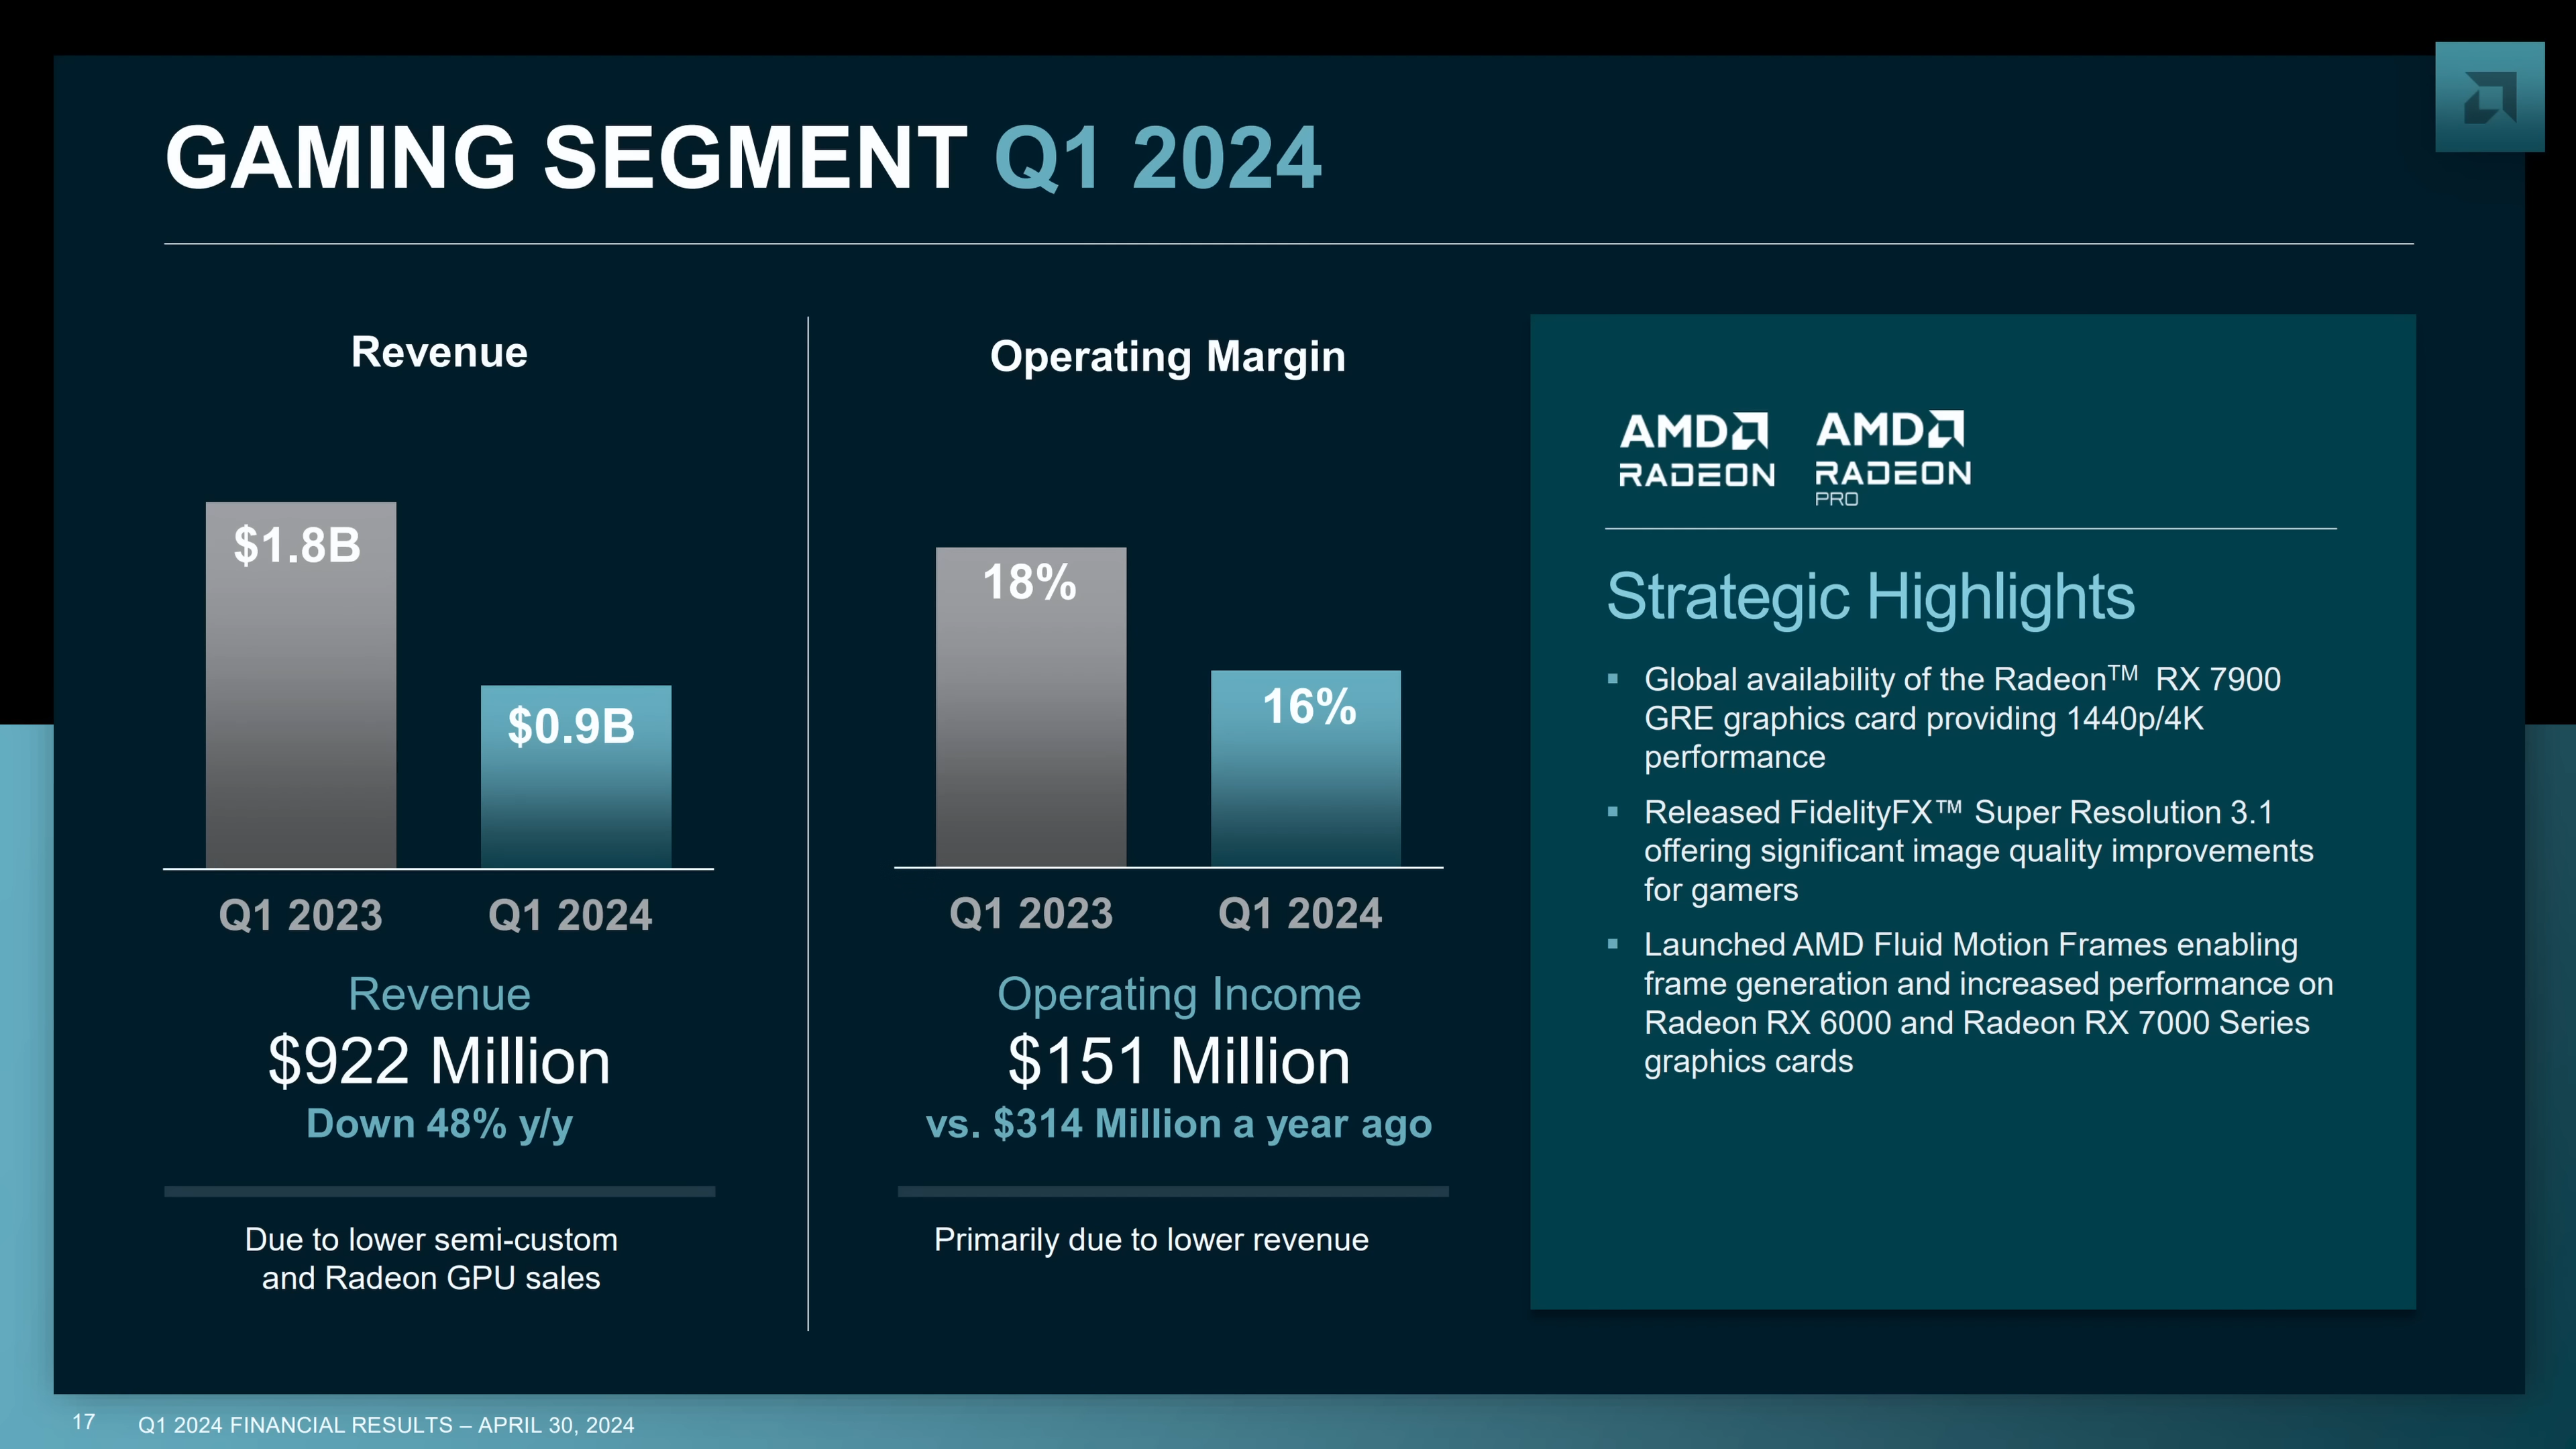 GAMING SEGMENT Q1 2024
Revenue
$1.8B
$0.9B
Q1 2023 Q1 2024
Revenue
$922 Million
Down 48% y/y
Due to lower semi-custom
and Radeon GPU sales
Operating Margin
18%
16%
Q1 2023 Q1 2024
Operating Income
$151 Million
vs. $314 Million a year ago
Primarily due to lower revenue
AMD
RADEON
AMD
RADEON
PRO
Strategic Highlights
▪ Global availability of the Radeon™ RX 7900
GRE graphics card providing 1440p/4K
performance
▪ Released FidelityFX™ Super Resolution 3.1
offering significant image quality improvements
for gamers
▪ Launched AMD Fluid Motion Frames enabling
frame generation and increased performance on
Radeon RX 6000 and Radeon RX 7000 Series
graphics cards
17 Q1 2024 FINANCIAL RESULTS – APRIL 30, 2024